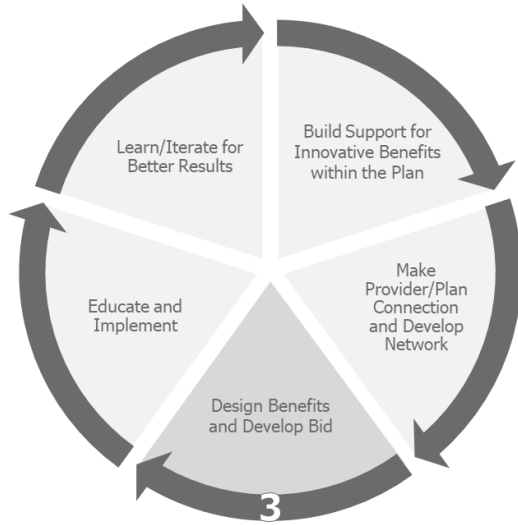 Build Support for
Innovative Benefits
within the Plan
Make
Provider/Plan
Connection
and Develop
Network
Design Benefits
and Develop Bid
3
Educate and
Implement
Learn/Iterate for
Better Results